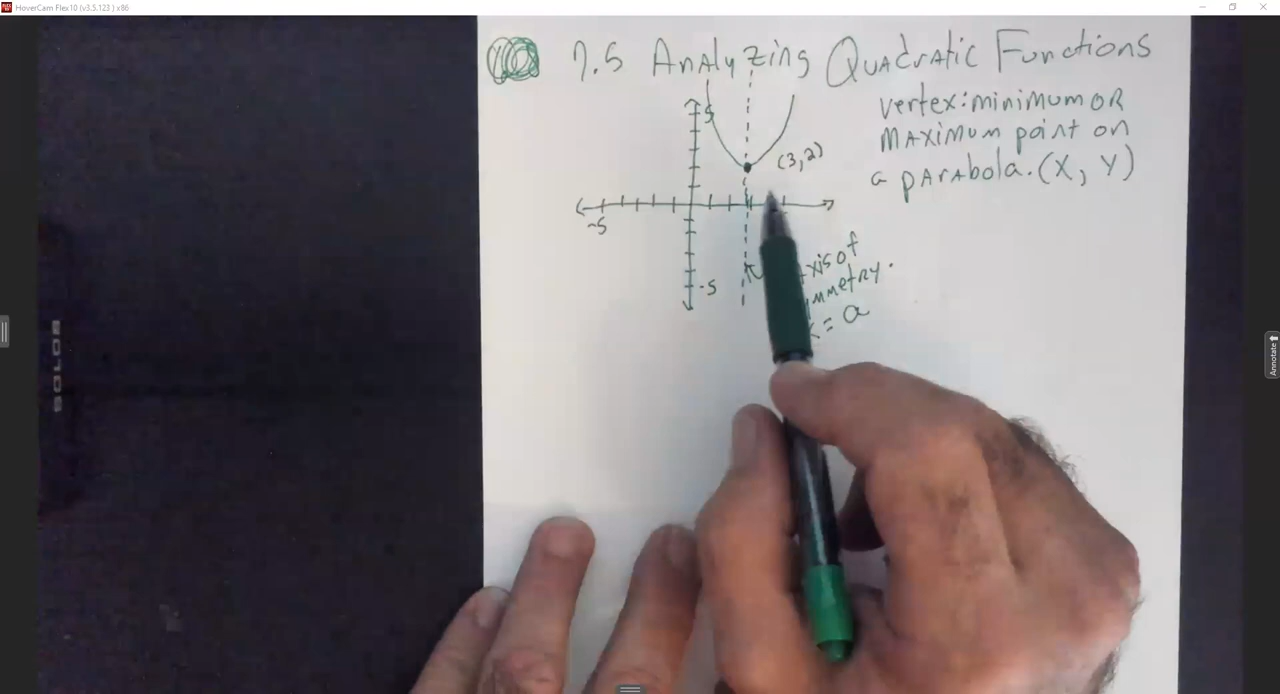 HoverCam Flex10 (v3.5.123 ) x86
7.5 Analyzing Quadratic Functions
vertex: minimum OR
maximum point on
a parabola. (x, y)
5
(3,2)
-5
-5
= a
Annotate
SOLO8